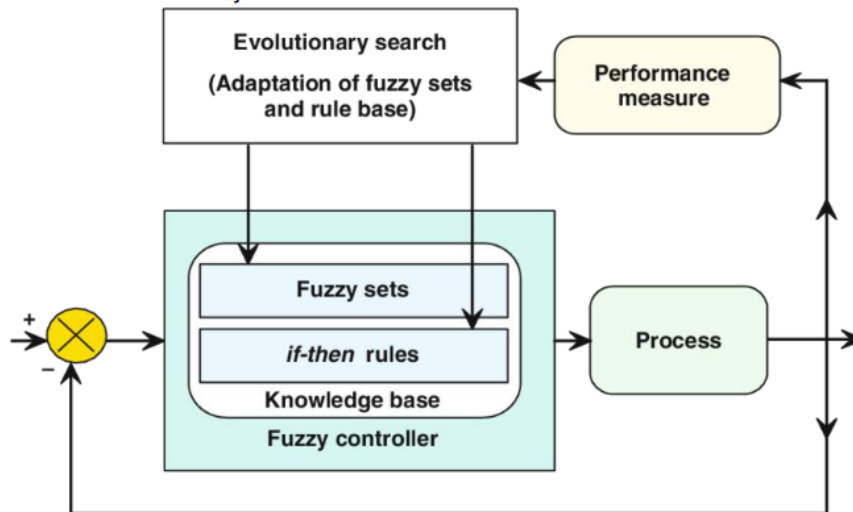 Evolutionary search
(Adaptation of fuzzy sets
and rule base)
Performance
measure
Fuzzy sets
+
−
if-then rules
Process
Knowledge base
Fuzzy controller